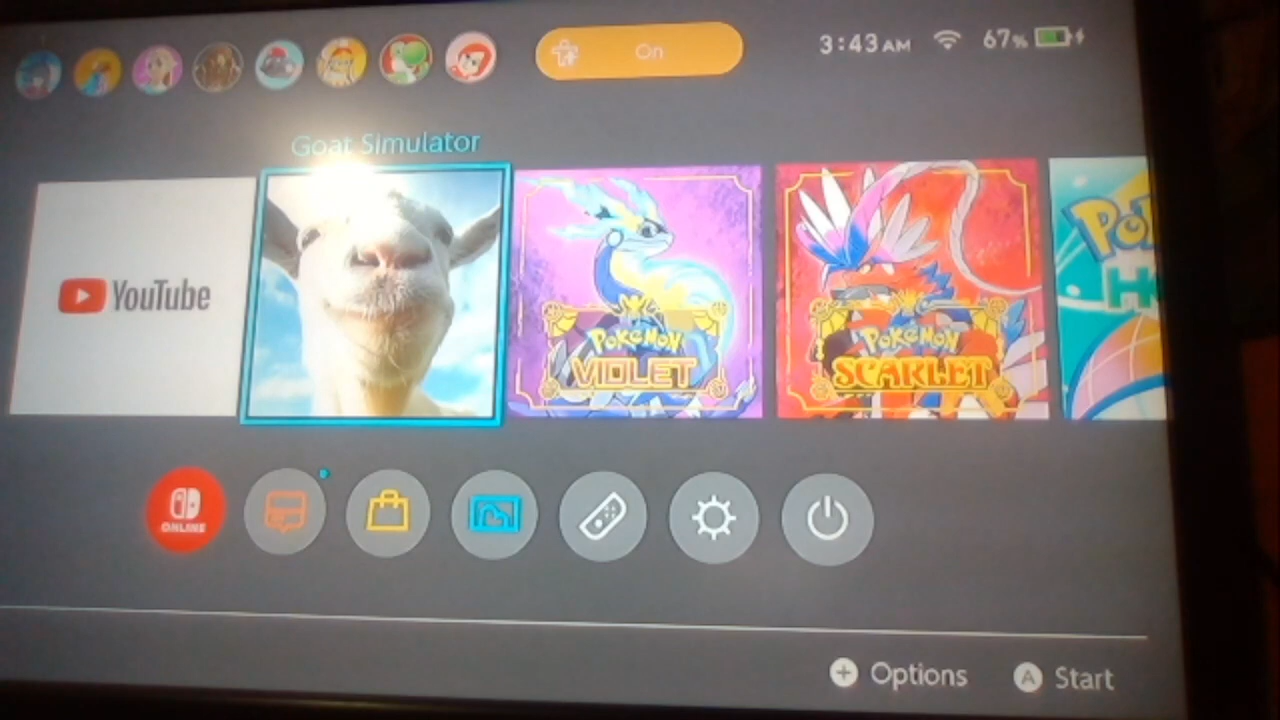 On
3:43 AM
67%
Goat Simulator
YouTube
POKÉMON
VIOLET
POKÉMON
SCARLET
ONLINE
Options
A Start